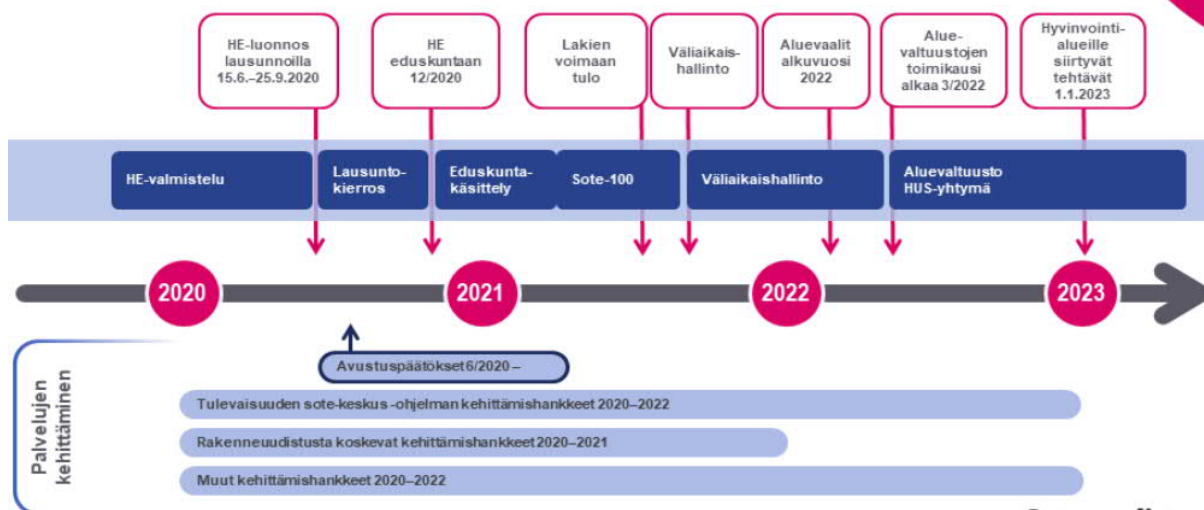 HE-luonnos
lausunnoilla
15.6.–25.9.2020
HE
eduskuntaan
12/2020
Lakien
voimaan
tulo
Väliaikais-
hallinto
Aluevaalit
alkuvuosi
2022
Alue-
valtuustojen
toimikausi
alkaa 3/2022
Hyvinvointi-
alueille
siirtyvät
tehtävät
1.1.2023
HE-valmistelu
Lausunto-
kierros
Eduskunta-
käsittely
Sote-100
Väliaikaishallinto
Aluevaltuusto
HUS-yhtymä
2020
2021
2022
2023
Palvelujen
kehittäminen
Avustuspäätökset 6/2020 –
Tulevaisuuden sote-keskus -ohjelman kehittämishankkeet 2020–2022
Rakenneuudistusta koskevat kehittämishankkeet 2020–2021
Muut kehittämishankkeet 2020–2022